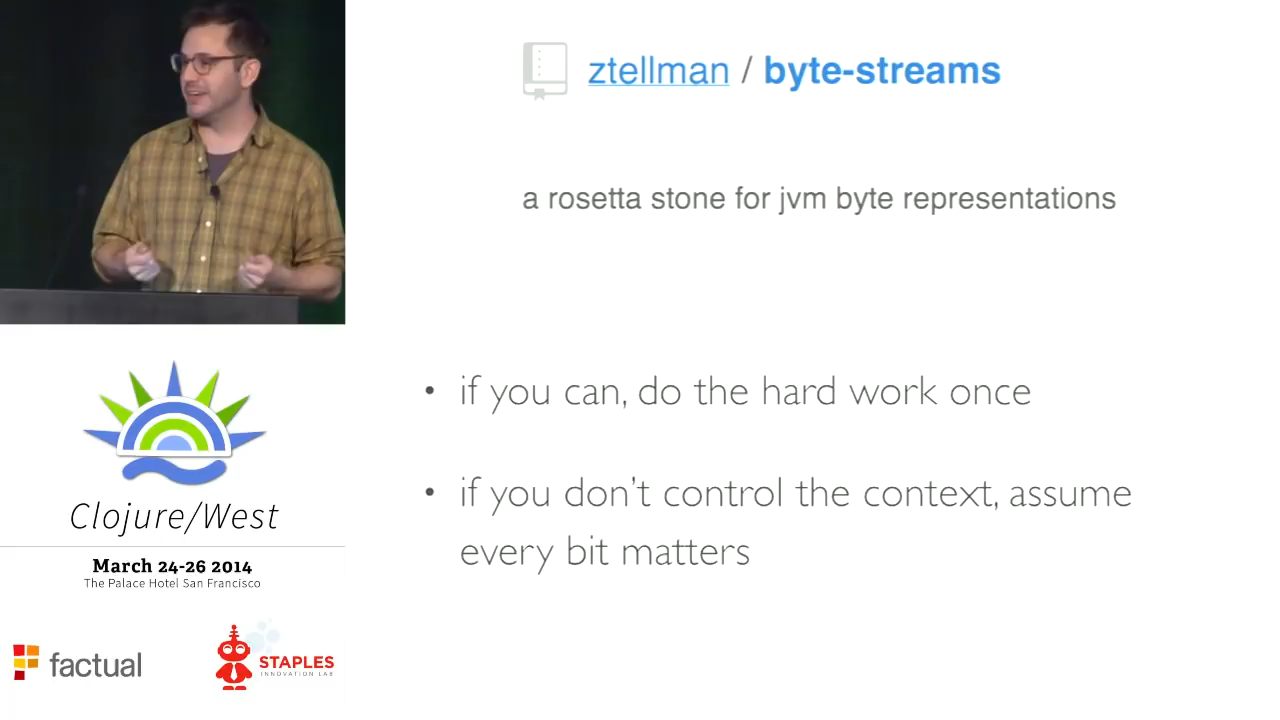 ztellman / byte-streams
a rosetta stone for jvm byte representations
• if you can, do the hard work once
• if you don't control the context, assume
every bit matters
Clojure/West
March 24-26 2014
The Palace Hotel San Francisco
factual
STAPLES
INNOVATION LAB